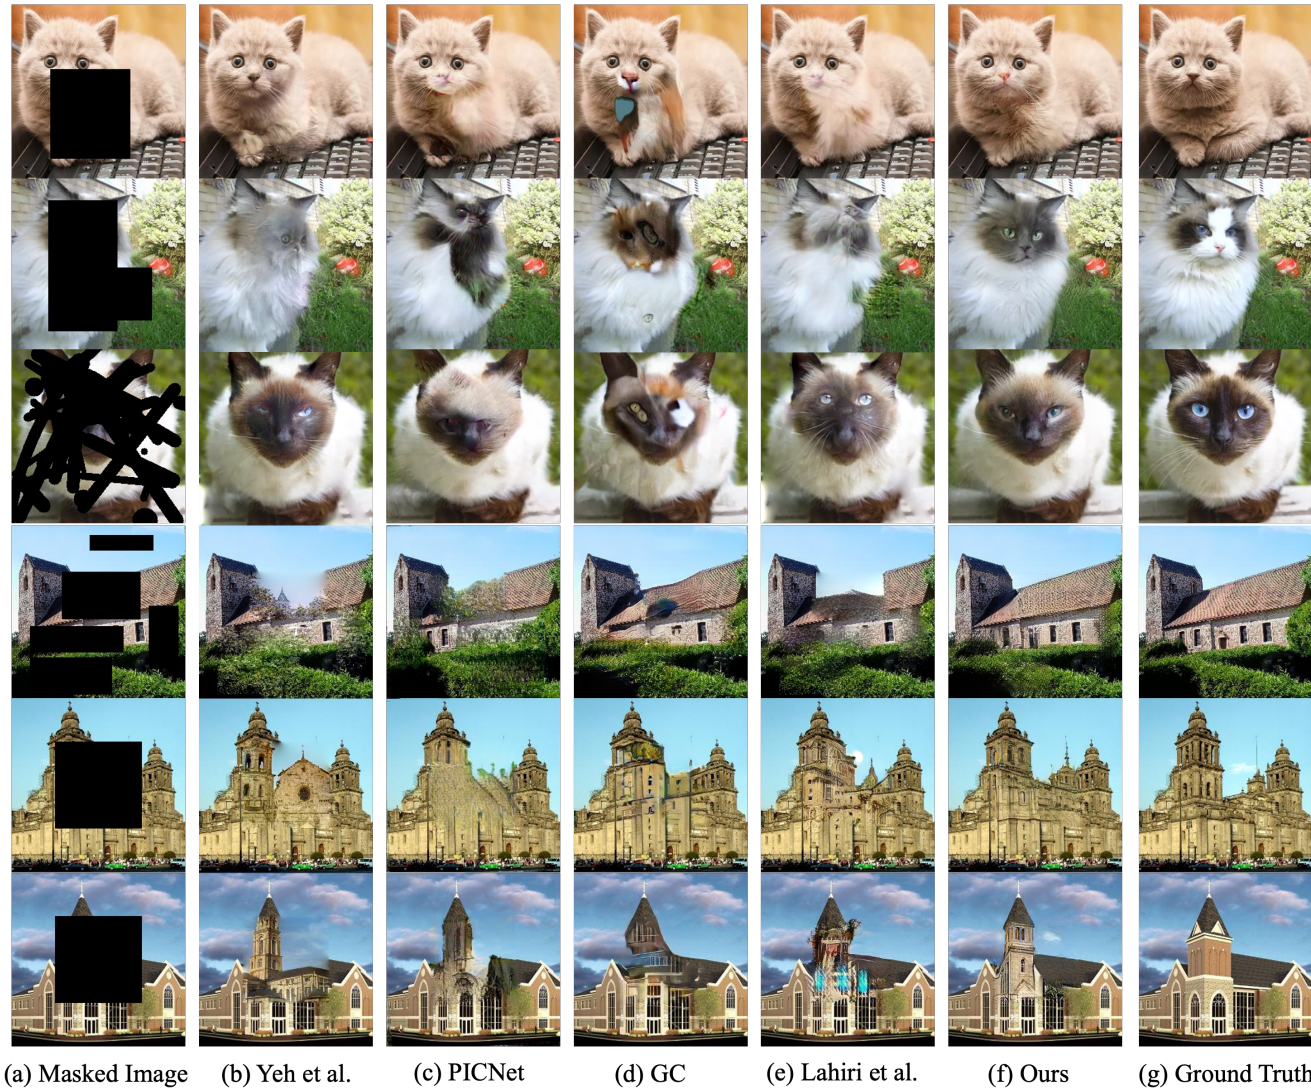 (a) Masked Image (b) Yeh et al. (c) PICNet (d) GC (e) Lahiri et al. (f) Ours (g) Ground Truth